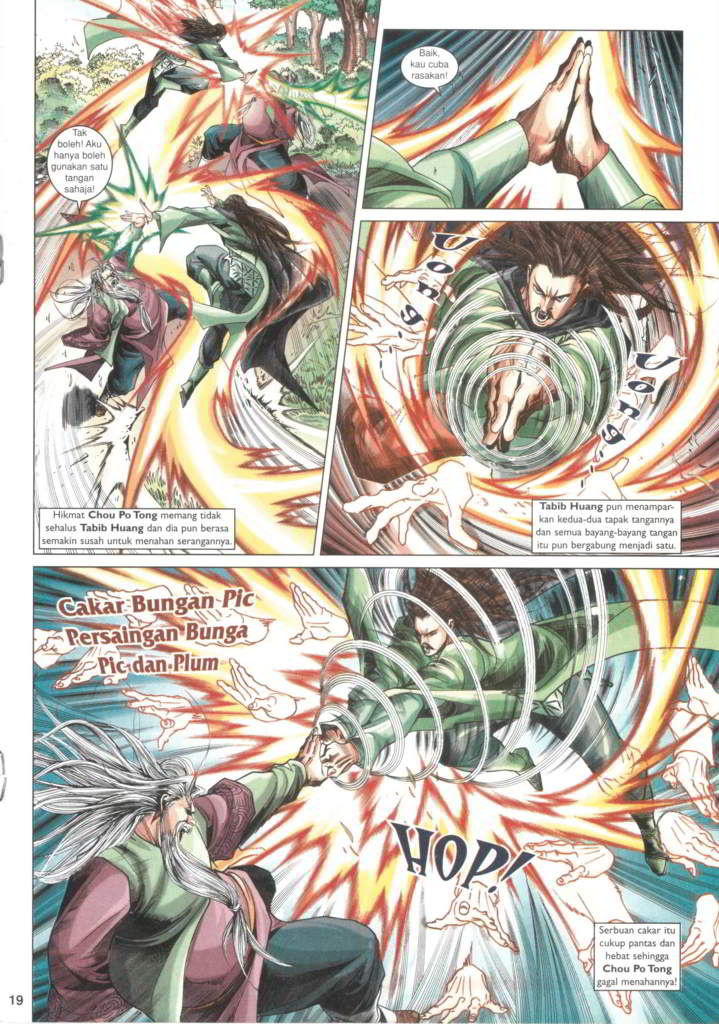 Tak
boleh! Aku
hanya boleh
gunakan satu
tangan
sahaja!
Hikmat Chou Po Tong memang tidak
sehalus Tabib Huang dan dia pun berasa
semakin susah untuk menahan serangannya.
Baik,
kau cuba
rasakan!
Uong
Uong
Tabib Huang pun menampar-
kan kedua-dua tapak tangannya
dan semua bayang-bayang tangan
itu pun bergabung menjadi satu.
Cakar Bungan Pic
Persaingan Bunga
Pic dan Plum
HOP!
Serbuan cakar itu
cukup pantas dan
hebat sehingga
Chou Po Tong
gagal menahannya!
19